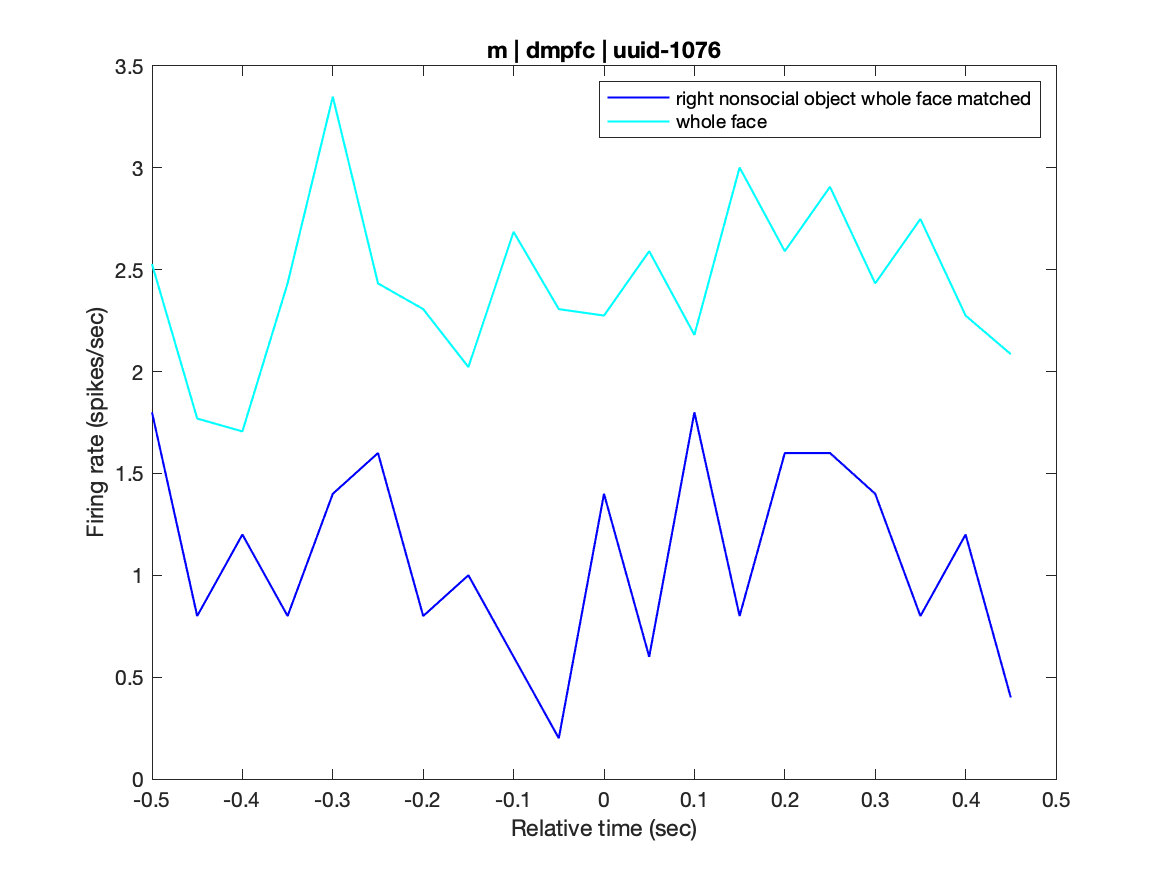 m | dmpfc | uuid-1076
3.5
3
2.5
2
1.5
1
0.5
0
Firing rate (spikes/sec)
right nonsocial object whole face matched
whole face
-0.5 -0.4 -0.3 -0.2 -0.1 0 0.1 0.2 0.3 0.4 0.5
Relative time (sec)